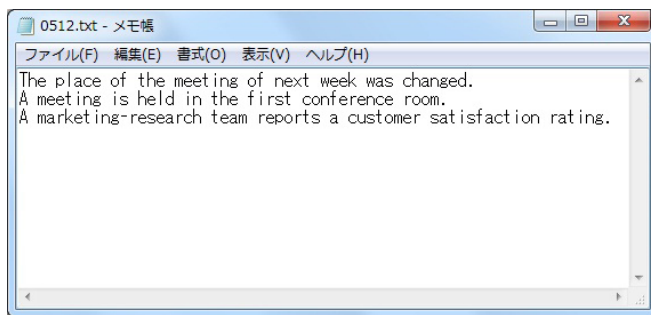 0512.txt - メモ帳
ファイル(F) 編集(E) 書式(O) 表示(V) ヘルプ(H)
The place of the meeting of next week was changed.
A meeting is held in the first conference room.
A marketing-research team reports a customer satisfaction rating.